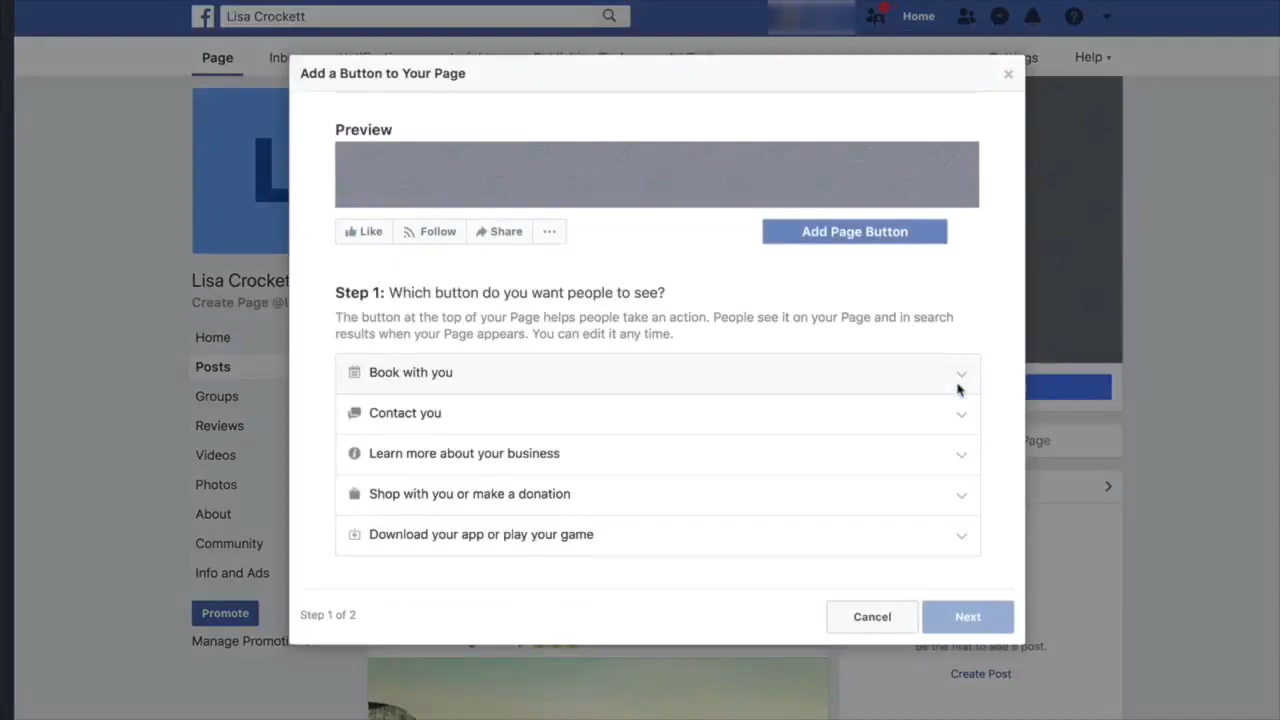 Lisa Crockett
Home
Page
Help
Add a Button to Your Page
Preview
Like
Follow
Share
Add Page Button
Step 1: Which button do you want people to see?
The button at the top of your Page helps people take an action. People see it on your Page and in search
results when your Page appears. You can edit it any time.
Book with you
Contact you
Learn more about your business
Shop with you or make a donation
Download your app or play your game
Step 1 of 2
Cancel
Next
Lisa Crockett
Create Page
Home
Posts
Groups
Reviews
Videos
Photos
About
Community
Info and Ads
Promote
Manage
Page
Create Post